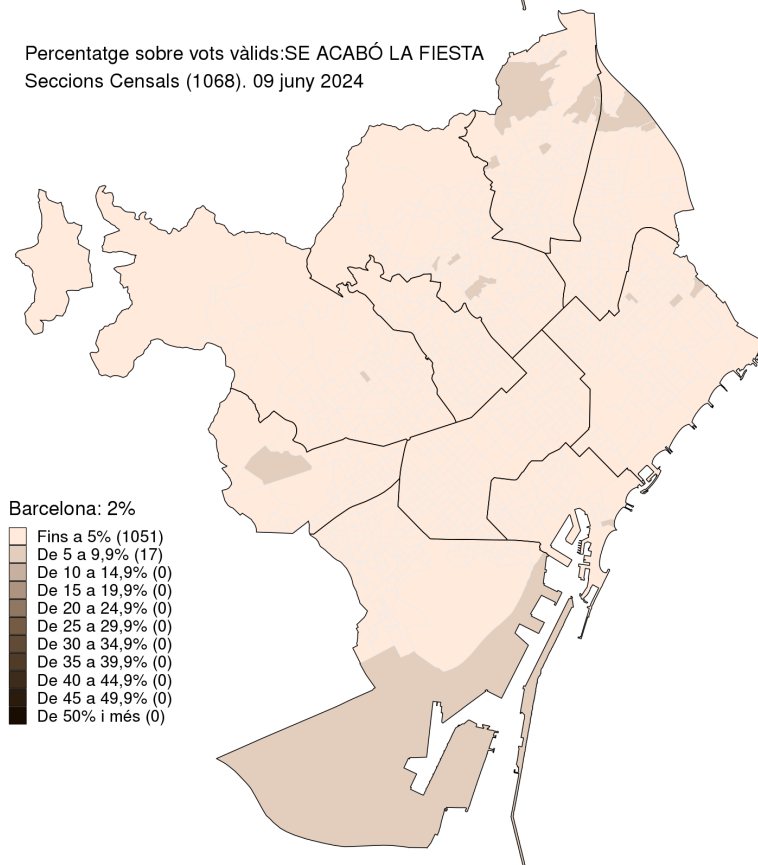 Percentatge sobre vots vàlids:SE ACABÓ LA FIESTA
Seccions Censals (1068). 09 juny 2024
Barcelona: 2%
Fins a 5% (1051)
De 5 a 9,9% (17)
De 10 a 14,9% (0)
De 15 a 19,9% (0)
De 20 a 24,9% (0)
De 25 a 29,9% (0)
De 30 a 34,9% (0)
De 35 a 39,9% (0)
De 40 a 44,9% (0)
De 45 a 49,9% (0)
De 50% i més (0)